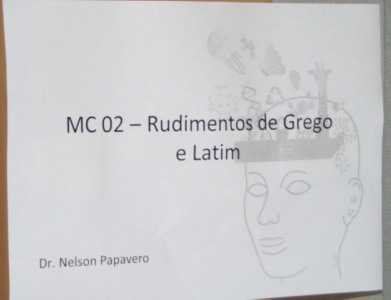 MC 02 – Rudimentos de Grego
e Latim
Dr. Nelson Papavero